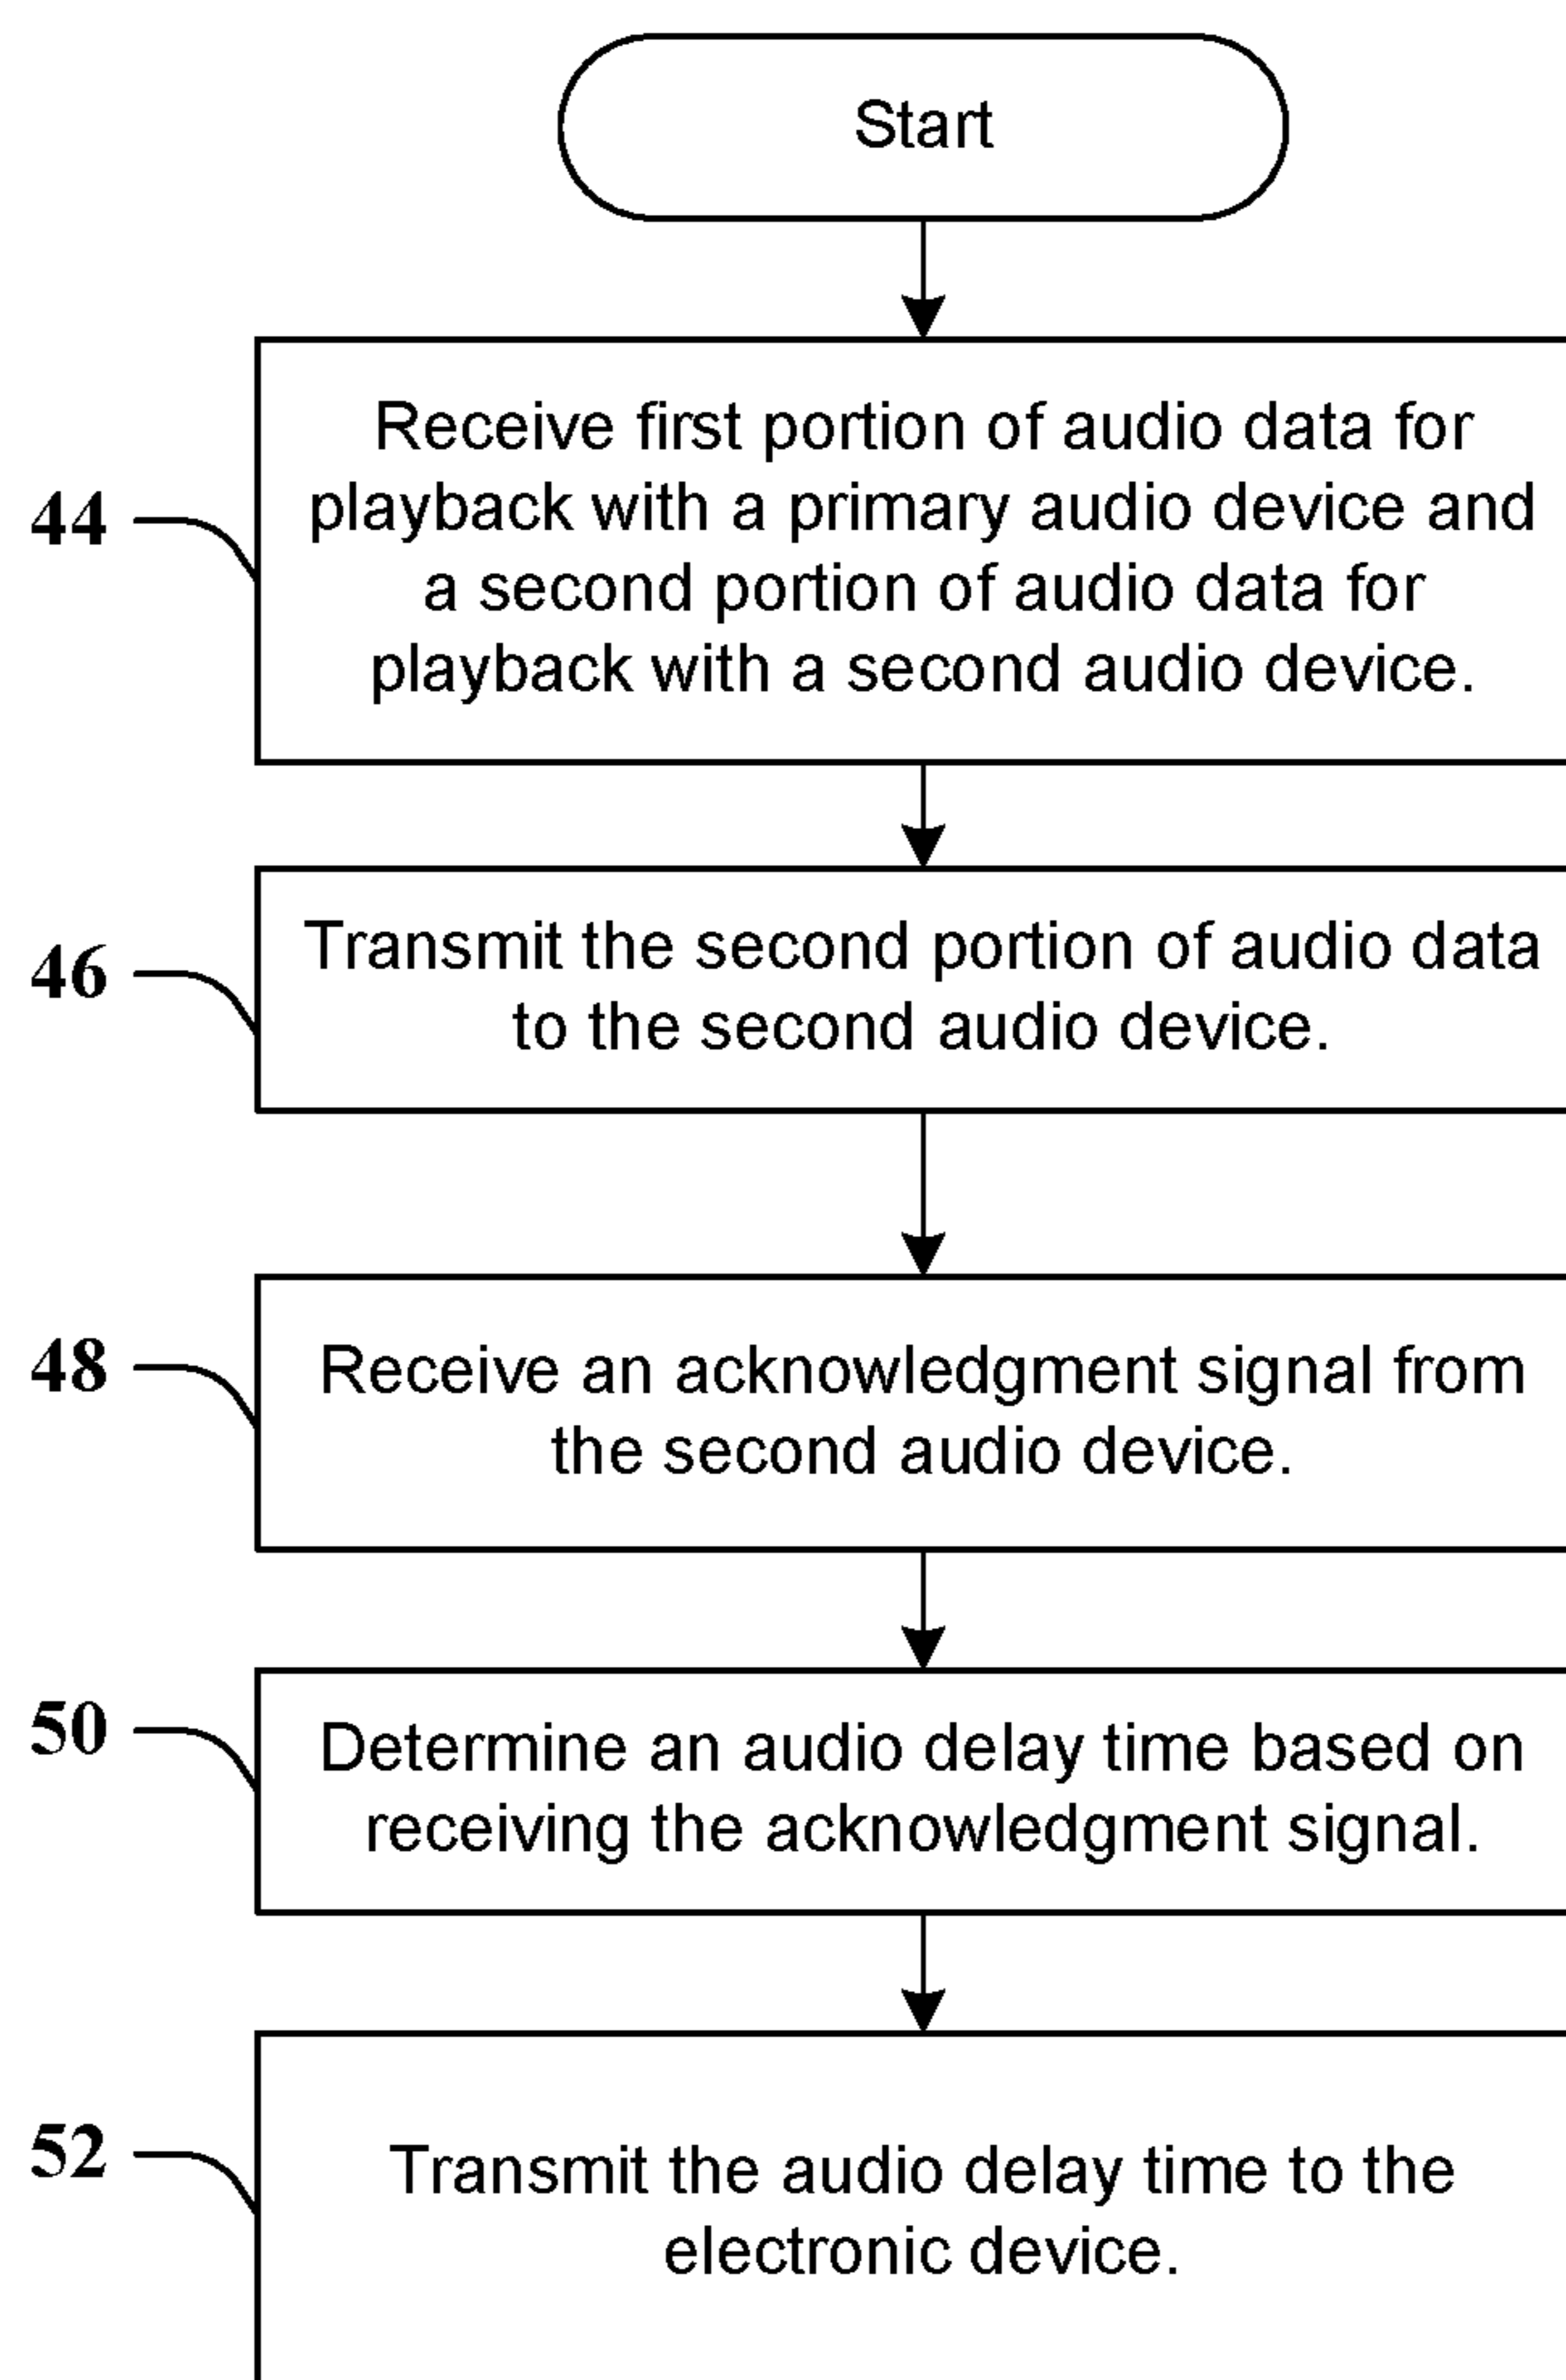 Start
44
Receive first portion of audio data for
playback with a primary audio device and
a second portion of audio data for
playback with a second audio device.
46
Transmit the second portion of audio data
to the second audio device.
48
Receive an acknowledgment signal from
the second audio device.
50
Determine an audio delay time based on
receiving the acknowledgment signal.
52
Transmit the audio delay time to the
electronic device.